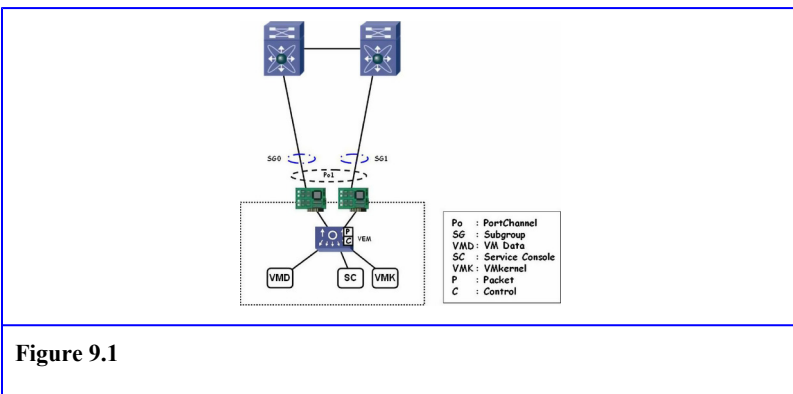 SG0
SG1
Po1
P
C
VEM
VMD
SC
VMK
Po : PortChannel
SG : Subgroup
VMD : VM Data
SC : Service Console
VMK : VMkernel
P : Packet
C : Control
Figure 9.1